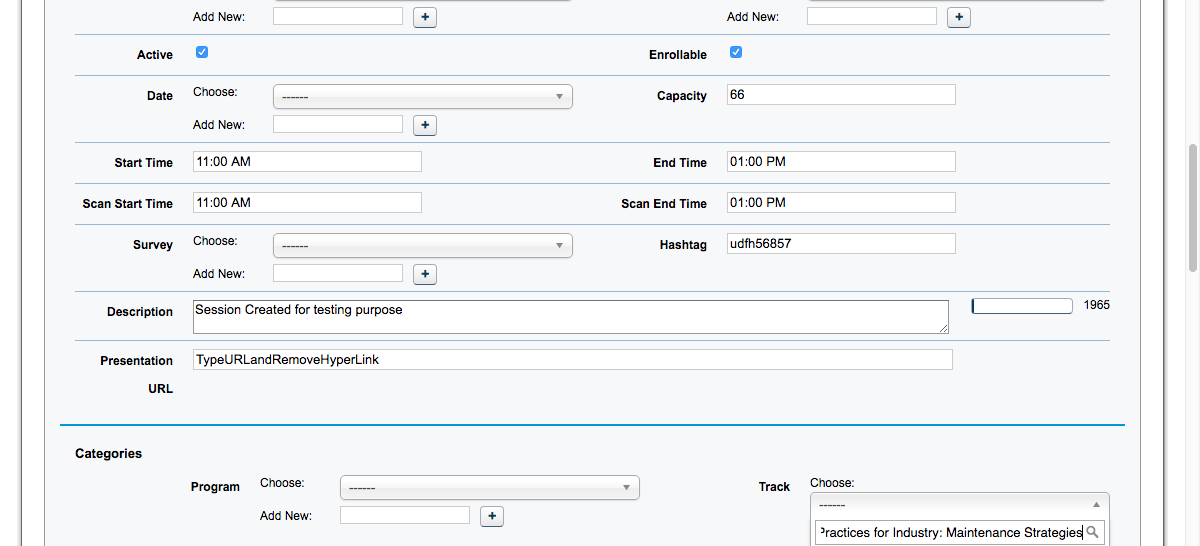 Add New: + Add New: +
Active Enrollable
Date Choose: ------ Capacity 66
Add New: +
Start Time 11:00 AM End Time 01:00 PM
Scan Start Time 11:00 AM Scan End Time 01:00 PM
Survey Choose: ------ Hashtag udfh56857
Add New: +
Description Session Created for testing purpose 1965
Presentation TypeURLandRemoveHyperLink
URL
Categories
Program Choose: ------ Track Choose:
------
Add New: + Practices for Industry: Maintenance Strategies